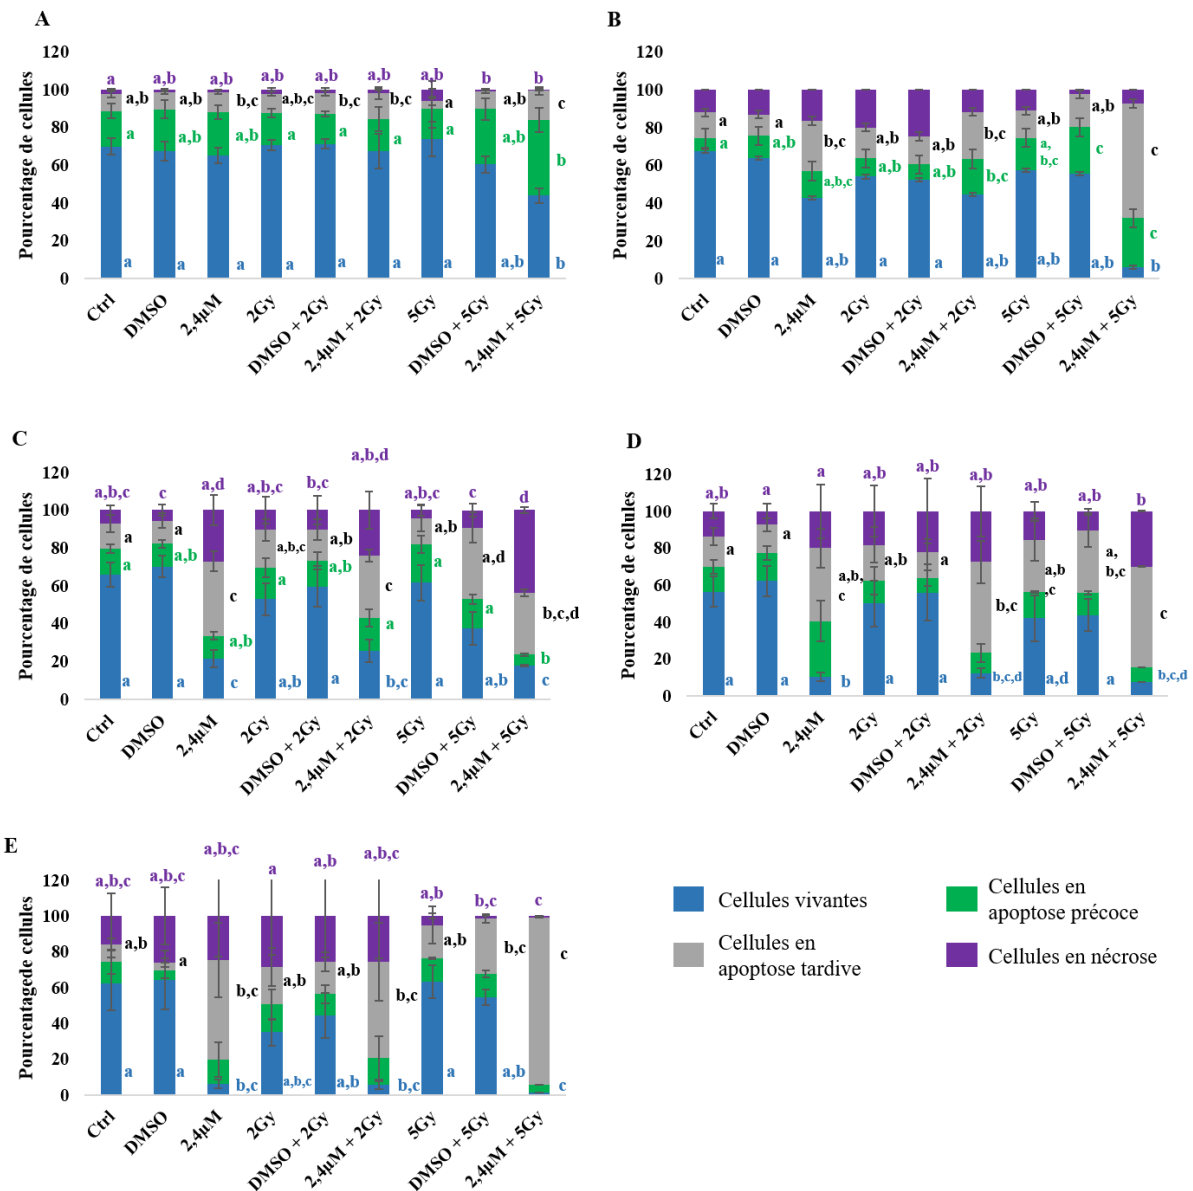 A
Pourcentage de cellules
120
100
80
60
40
20
0
a a,b a,b a,b a,b a,b a,b b b
a,b a,b b,c a,b,c b,c b,c a a,b c
a a,b a,b a a a a a,b b
a a a a a a a a,b b
Ctrl
DMSO
2,4µM
2Gy
DMSO + 2Gy
2,4µM + 2Gy
5Gy
DMSO + 5Gy
2,4µM + 5Gy
B
Pourcentage de cellules
120
100
80
60
40
20
0
a a b,c a,b a,b b,c a,b a,b c
a a,b a,b,c a,b a,b b,c a,
b,c c c
a a a,b a a a,b a,b a,b b
Ctrl
DMSO
2,4µM
2Gy
DMSO + 2Gy
2,4µM + 2Gy
5Gy
DMSO + 5Gy
2,4µM + 5Gy
C
Pourcentage de cellules
120
100
80
60
40
20
0
a,b,c c a,d a,b,c b,c a,b,d a,b,c c d
a a c a,b,c a,b c a,b a,d b,c,d
a a,b a,b a a,b a a a b
a a c a,b a b,c a a,b c
Ctrl
DMSO
2,4µM
2Gy
DMSO + 2Gy
2,4µM + 2Gy
5Gy
DMSO + 5Gy
2,4µM + 5Gy
D
Pourcentage de cellules
120
100
80
60
40
20
0
a,b a a a,b a,b a,b a,b a,b b
a a a,b,
c a,b b,c a,b
,c a,
b,c c
a a b a a b,c,d a,d a b,c,d
Ctrl
DMSO
2,4µM
2Gy
DMSO + 2Gy
2,4µM + 2Gy
5Gy
DMSO + 5Gy
2,4µM + 5Gy
E
Pourcentagede cellules
120
100
80
60
40
20
0
a,b,c a,b,c a,b,c a a,b a,b,c a,b b,c c
a,b a b,c a,b a,b b,c a,b b,c c
a a b,c a,b,c a,b b,c a a,b c
Ctrl
DMSO
2,4µM
2Gy
DMSO + 2Gy
2,4µM + 2Gy
5Gy
DMSO + 5Gy
2,4µM + 5Gy
Cellules vivantes
Cellules en
apoptose précoce
Cellules en
apoptose tardive
Cellules en nécrose